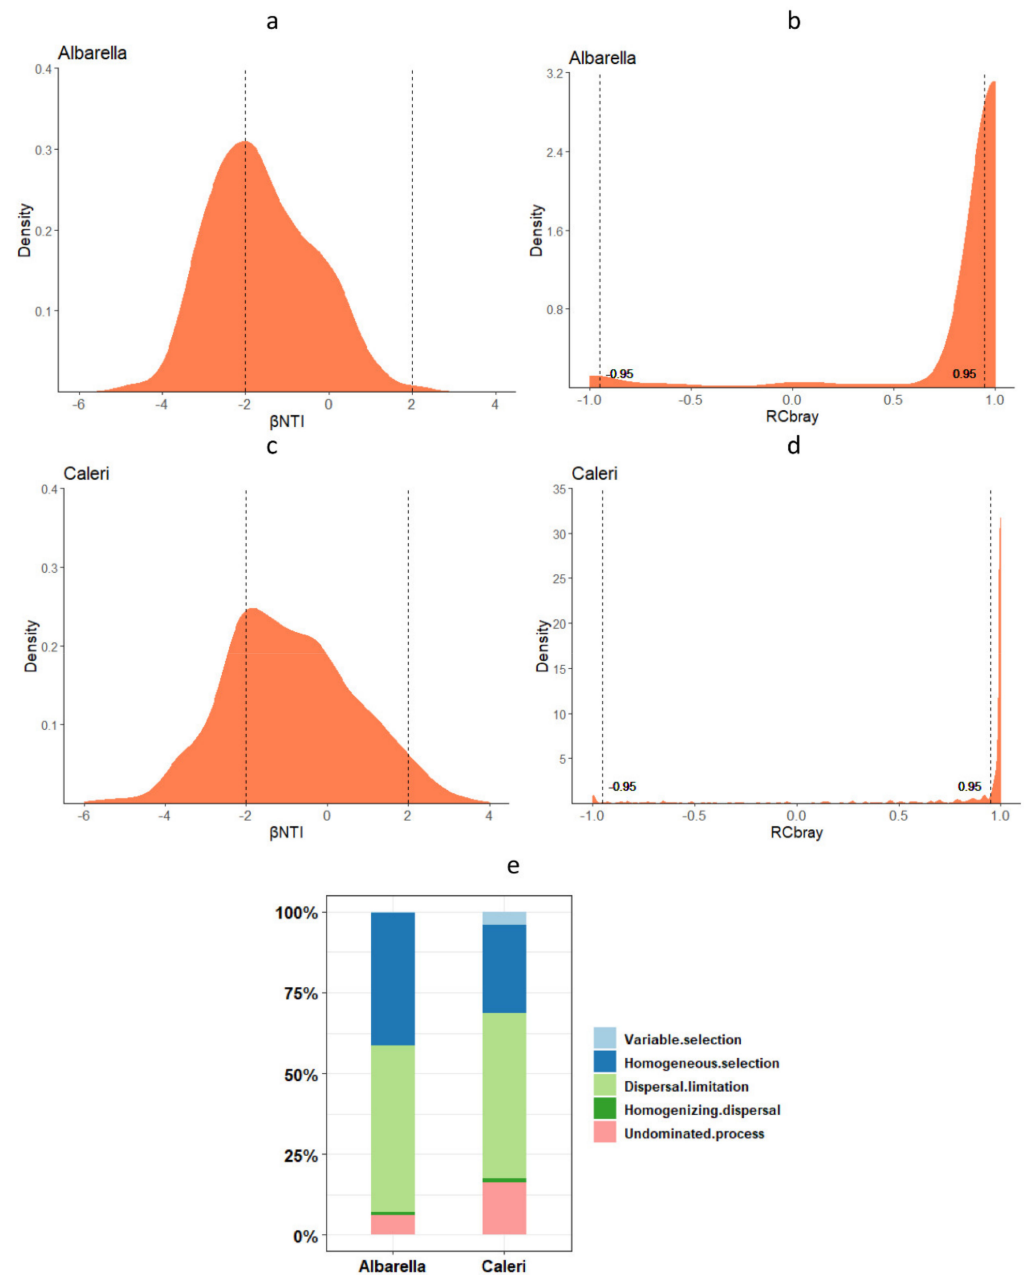 a
Albarella
0.4
0.3
0.2
0.1
Density
-6
-4
-2
0
2
4
βNTI
b
Albarella
3.2
2.4
1.6
0.8
Density
-0.95
0.95
-1.0
-0.5
0.0
0.5
1.0
RCbray
c
Caleri
0.4
0.3
0.2
0.1
Density
-6
-4
-2
0
2
4
βNTI
d
Caleri
35
30
25
20
15
10
5
Density
-0.95
0.95
-1.0
-0.5
0.0
0.5
1.0
RCbray
e
100%
75%
50%
25%
0%
Albarella
Caleri
Variable.selection
Homogeneous.selection
Dispersal.limitation
Homogenizing.dispersal
Undominated.process